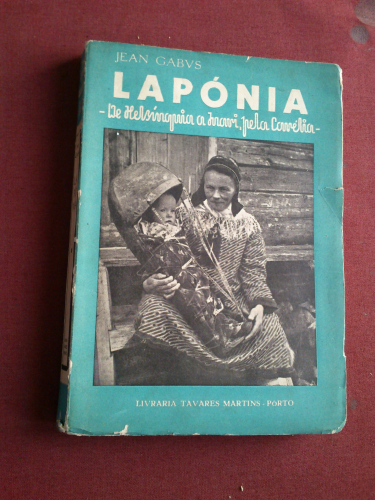 JEAN GABVS
LAPÓNIA
- De Helsínquia a Inari, pela Carélia -
LIVRARIA TAVARES MARTINS - PORTO